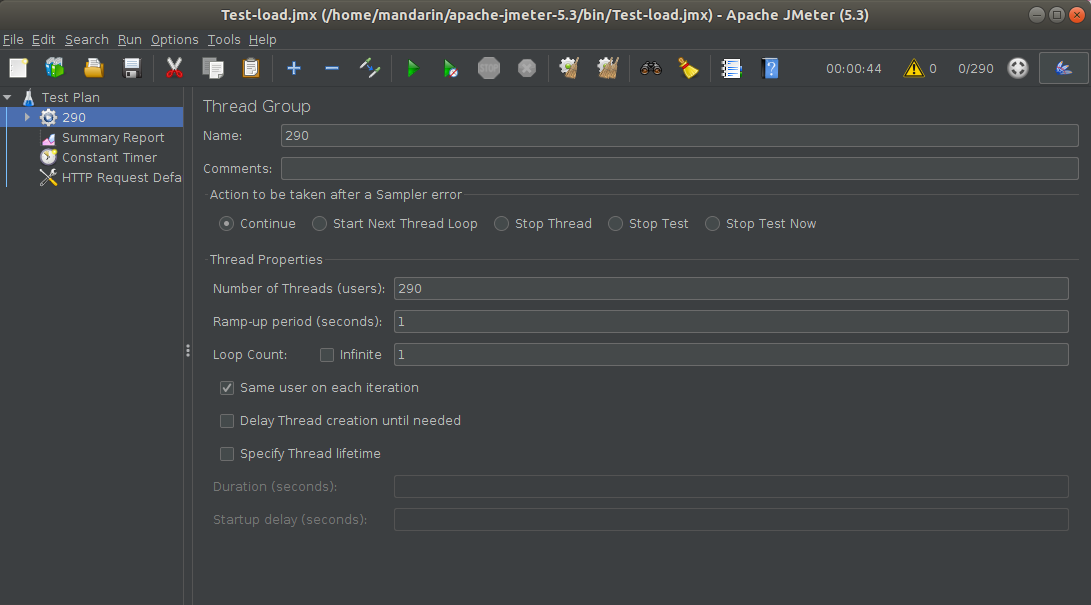 Test-load.jmx (/home/mandarin/apache-jmeter-5.3/bin/Test-load.jmx) - Apache JMeter (5.3)
File Edit Search Run Options Tools Help
STOP 00:00:44 0 0/290
Test Plan
290
Summary Report
Constant Timer
HTTP Request Defa
Thread Group
Name: 290
Comments:
Action to be taken after a Sampler error
Continue Start Next Thread Loop Stop Thread Stop Test Stop Test Now
Thread Properties
Number of Threads (users): 290
Ramp-up period (seconds): 1
Loop Count: Infinite 1
Same user on each iteration
Delay Thread creation until needed
Specify Thread lifetime
Duration (seconds):
Startup delay (seconds):